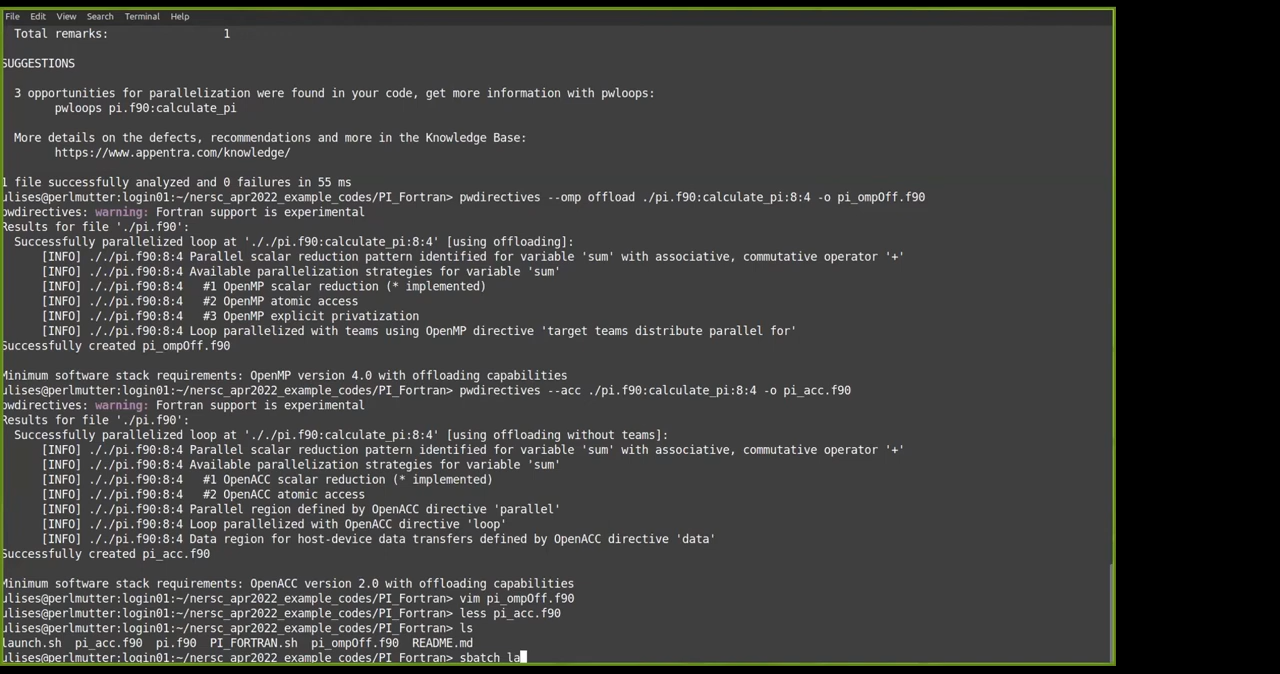 File Edit View Search Terminal Help
Total remarks: 1
SUGGESTIONS
3 opportunities for parallelization were found in your code, get more information with pwloops:
pwloops pi.f90:calculate_pi
More details on the defects, recommendations and more in the Knowledge Base:
https://www.appentra.com/knowledge/
1 file successfully analyzed and 0 failures in 55 ms
ulises@perlmutter:login01:~/nersc_apr2022_example_codes/PI_Fortran> pwdirectives --omp offload ./pi.f90:calculate_pi:8:4 -o pi_ompOff.f90
pwdirectives: warning: Fortran support is experimental
Results for file './pi.f90':
Successfully parallelized loop at '././pi.f90:calculate_pi:8:4' [using offloading]:
[INFO] ././pi.f90:8:4 Parallel scalar reduction pattern identified for variable 'sum' with associative, commutative operator '+'
[INFO] ././pi.f90:8:4 Available parallelization strategies for variable 'sum'
[INFO] ././pi.f90:8:4 #1 OpenMP scalar reduction (* implemented)
[INFO] ././pi.f90:8:4 #2 OpenMP atomic access
[INFO] ././pi.f90:8:4 #3 OpenMP explicit privatization
[INFO] ././pi.f90:8:4 Loop parallelized with teams using OpenMP directive 'target teams distribute parallel for'
Successfully created pi_ompOff.f90
Minimum software stack requirements: OpenMP version 4.0 with offloading capabilities
ulises@perlmutter:login01:~/nersc_apr2022_example_codes/PI_Fortran> pwdirectives --acc ./pi.f90:calculate_pi:8:4 -o pi_acc.f90
pwdirectives: warning: Fortran support is experimental
Results for file './pi.f90':
Successfully parallelized loop at '././pi.f90:calculate_pi:8:4' [using offloading without teams]:
[INFO] ././pi.f90:8:4 Parallel scalar reduction pattern identified for variable 'sum' with associative, commutative operator '+'
[INFO] ././pi.f90:8:4 Available parallelization strategies for variable 'sum'
[INFO] ././pi.f90:8:4 #1 OpenACC scalar reduction (* implemented)
[INFO] ././pi.f90:8:4 #2 OpenACC atomic access
[INFO] ././pi.f90:8:4 Parallel region defined by OpenACC directive 'parallel'
[INFO] ././pi.f90:8:4 Loop parallelized with OpenACC directive 'loop'
[INFO] ././pi.f90:8:4 Data region for host-device data transfers defined by OpenACC directive 'data'
Successfully created pi_acc.f90
Minimum software stack requirements: OpenACC version 2.0 with offloading capabilities
ulises@perlmutter:login01:~/nersc_apr2022_example_codes/PI_Fortran> vim pi_ompOff.f90
ulises@perlmutter:login01:~/nersc_apr2022_example_codes/PI_Fortran> less pi_acc.f90
ulises@perlmutter:login01:~/nersc_apr2022_example_codes/PI_Fortran> ls
launch.sh pi_acc.f90 pi.f90 PI_FORTRAN.sh pi_ompOff.f90 README.md
ulises@perlmutter:login01:~/nersc_apr2022_example_codes/PI_Fortran> sbatch la